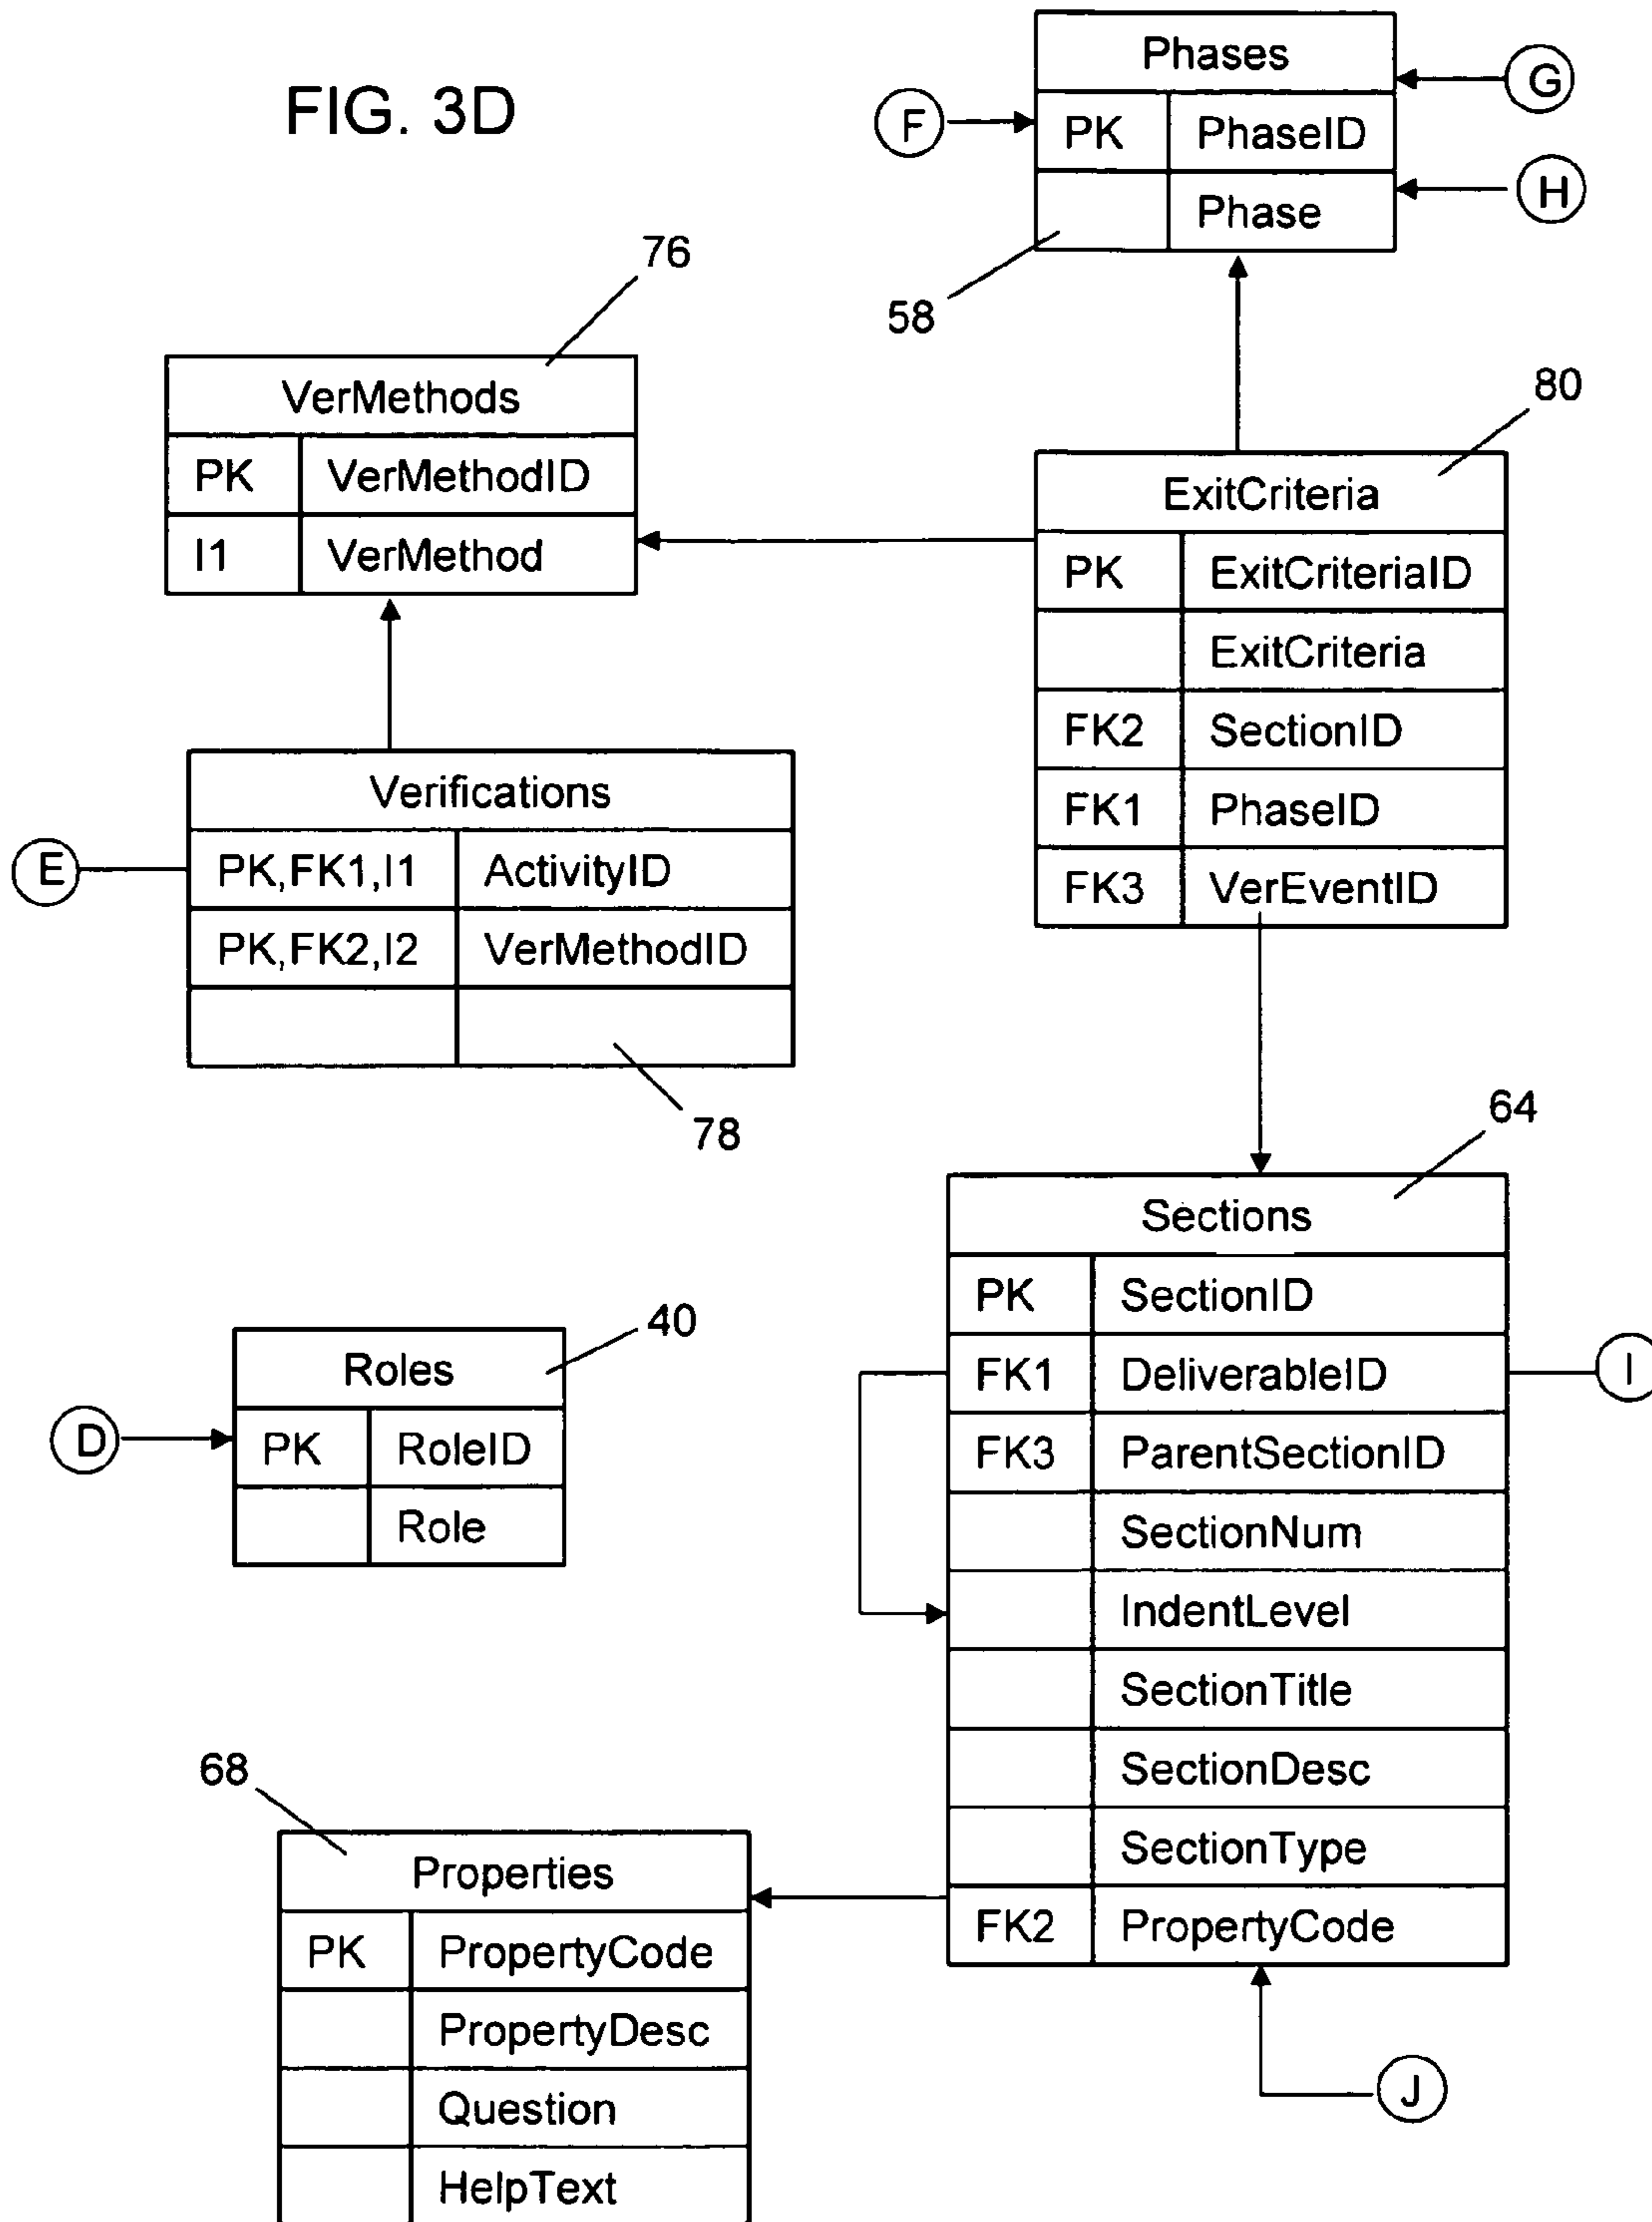 FIG. 3D
Phases
PK PhaseID
Phase
F
G
H
58
76
VerMethods
PK VerMethodID
I1 VerMethod
80
ExitCriteria
PK ExitCriteriaID
ExitCriteria
FK2 SectionID
FK1 PhaseID
FK3 VerEventID
Verifications
PK,FK1,I1 ActivityID
PK,FK2,I2 VerMethodID
E
78
64
Sections
PK SectionID
FK1 DeliverableID
FK3 ParentSectionID
SectionNum
IndentLevel
SectionTitle
SectionDesc
SectionType
FK2 PropertyCode
I
J
40
Roles
PK RoleID
Role
D
68
Properties
PK PropertyCode
PropertyDesc
Question
HelpText